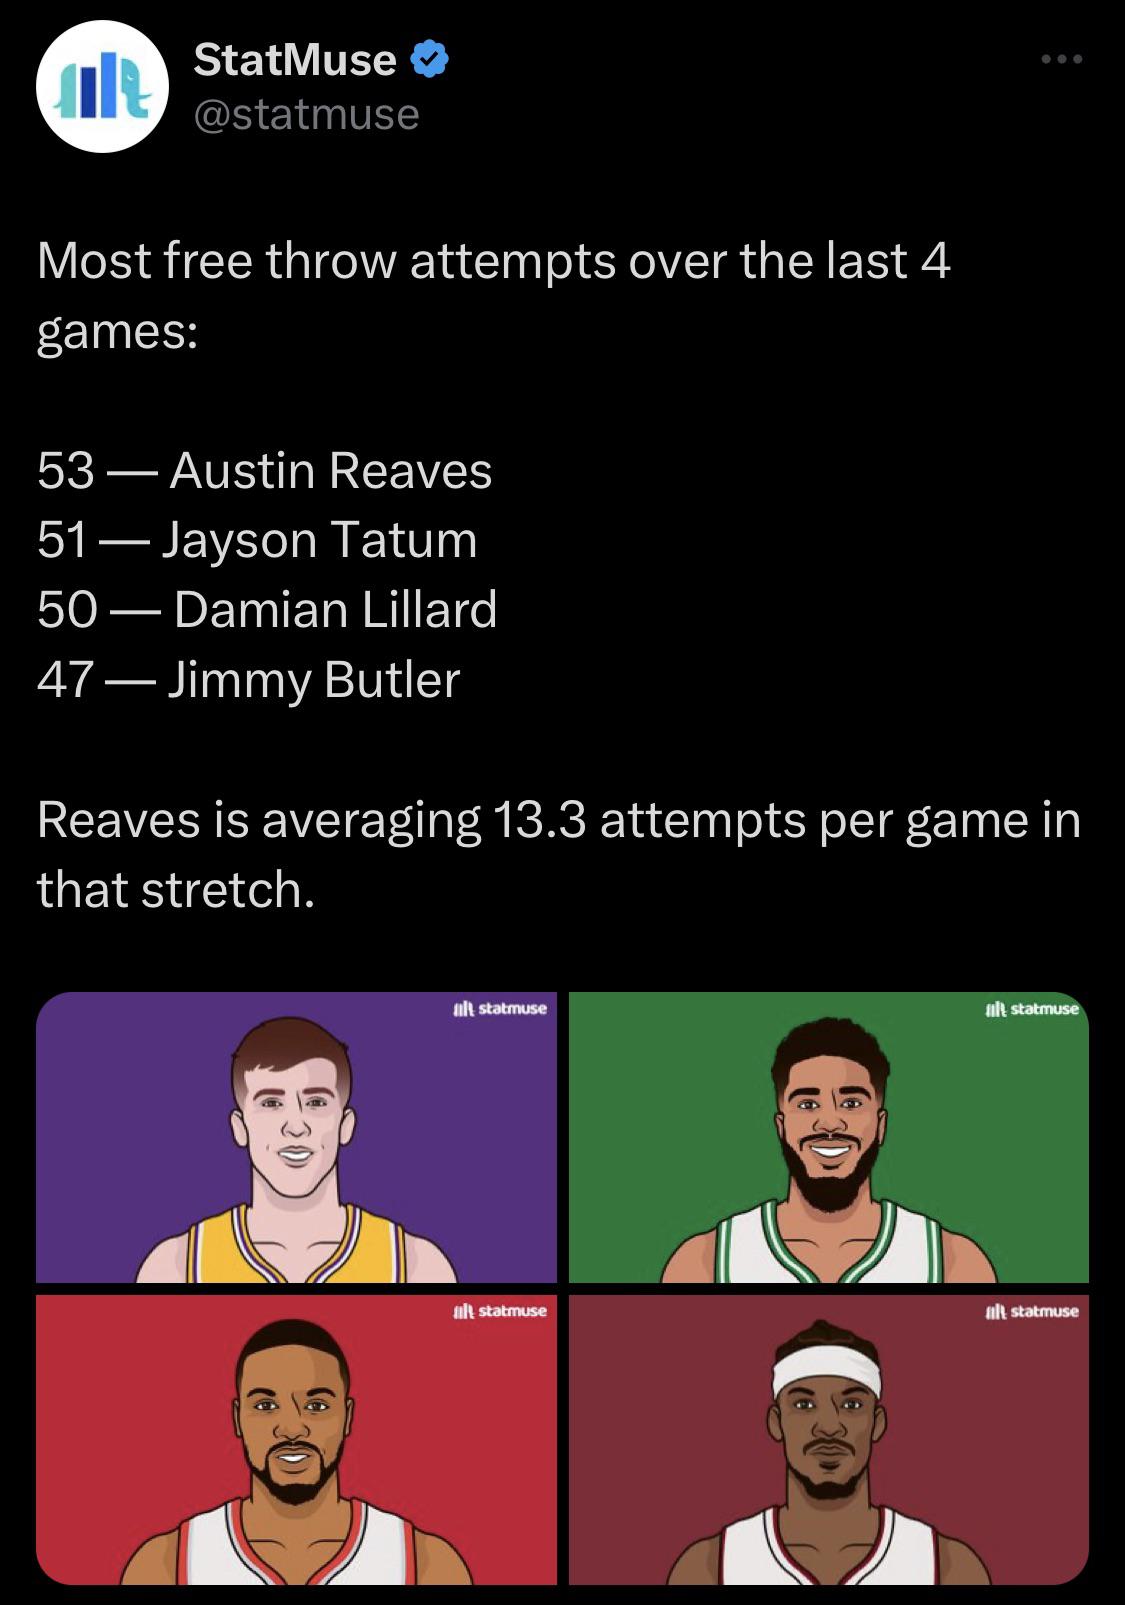 StatMuse
@statmuse
Most free throw attempts over the last 4
games:
53 — Austin Reaves
51 — Jayson Tatum
50 — Damian Lillard
47 — Jimmy Butler
Reaves is averaging 13.3 attempts per game in
that stretch.
statmuse
statmuse
statmuse
statmuse